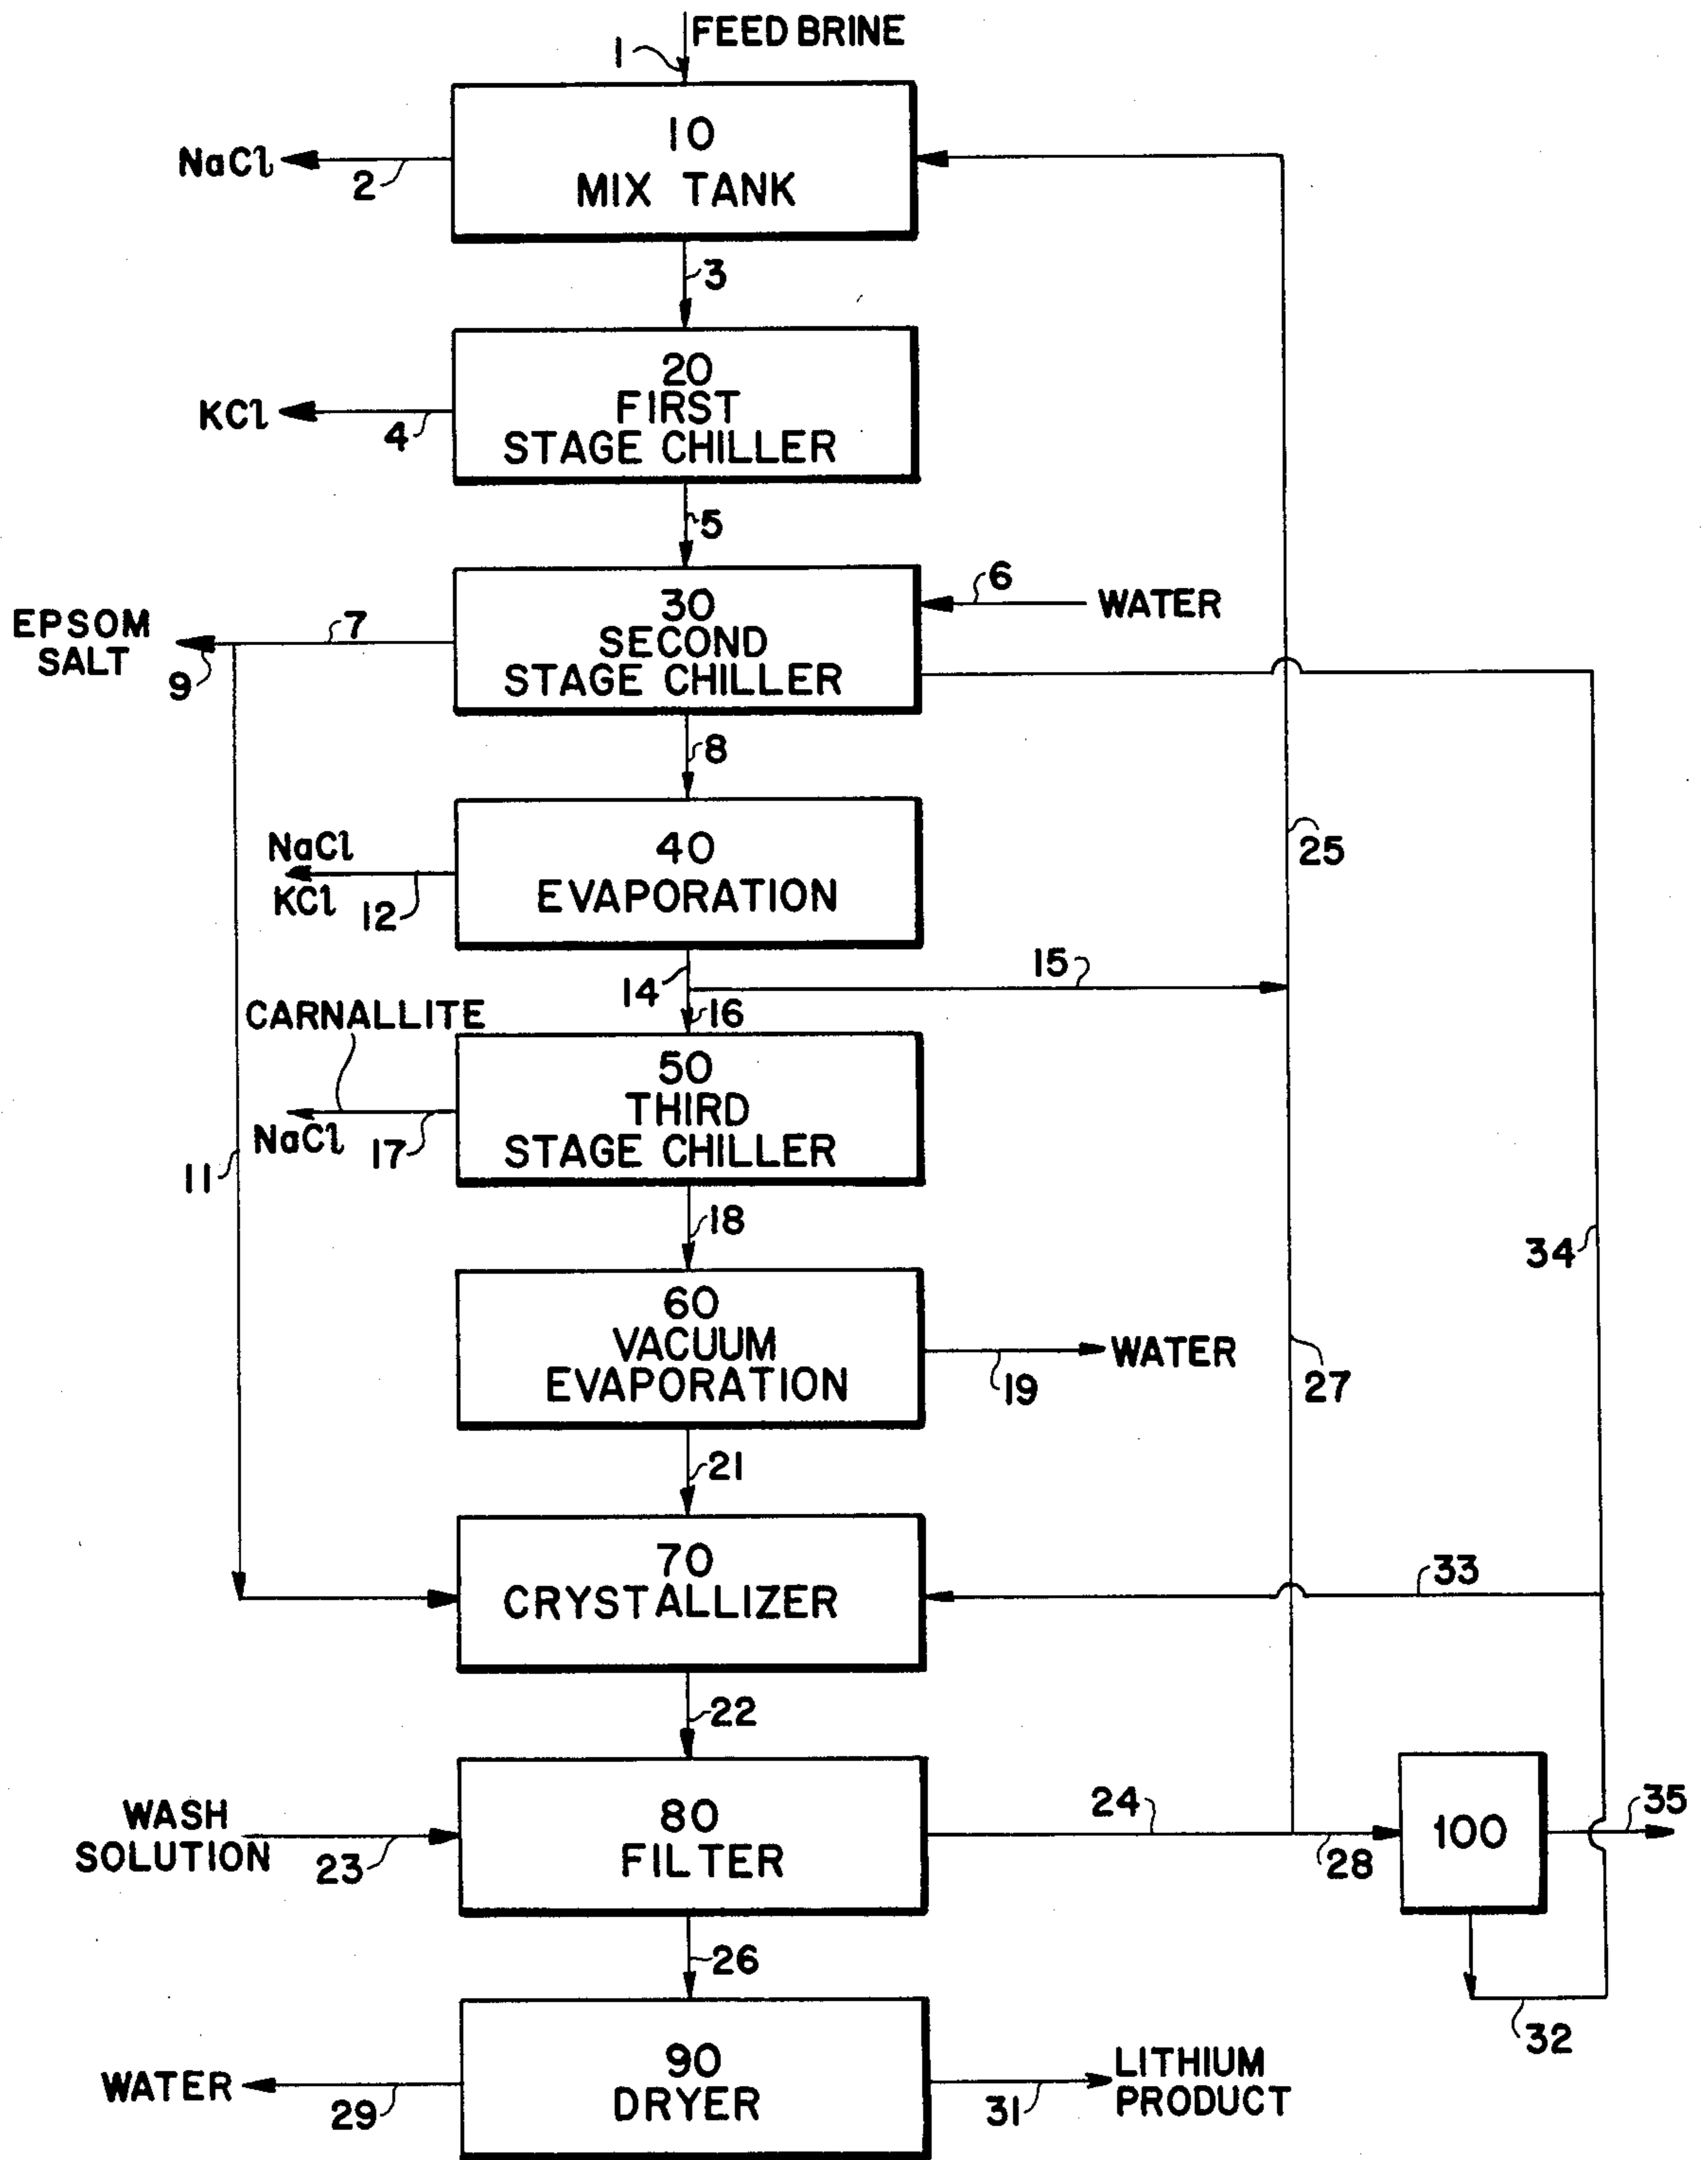 FEED BRINE
1
10
MIX TANK
NaCl
2
3
20
FIRST
STAGE CHILLER
KCl
4
5
30
SECOND
STAGE CHILLER
6
WATER
EPSOM
SALT
7
9
8
40
EVAPORATION
NaCl
KCl
12
25
14
15
16
CARNALLITE
50
THIRD
STAGE CHILLER
NaCl
17
11
18
34
60
VACUUM
EVAPORATION
WATER
19
27
21
70
CRYSTALLIZER
33
22
WASH
SOLUTION
23
80
FILTER
24
28
100
35
26
32
90
DRYER
WATER
29
31
LITHIUM
PRODUCT